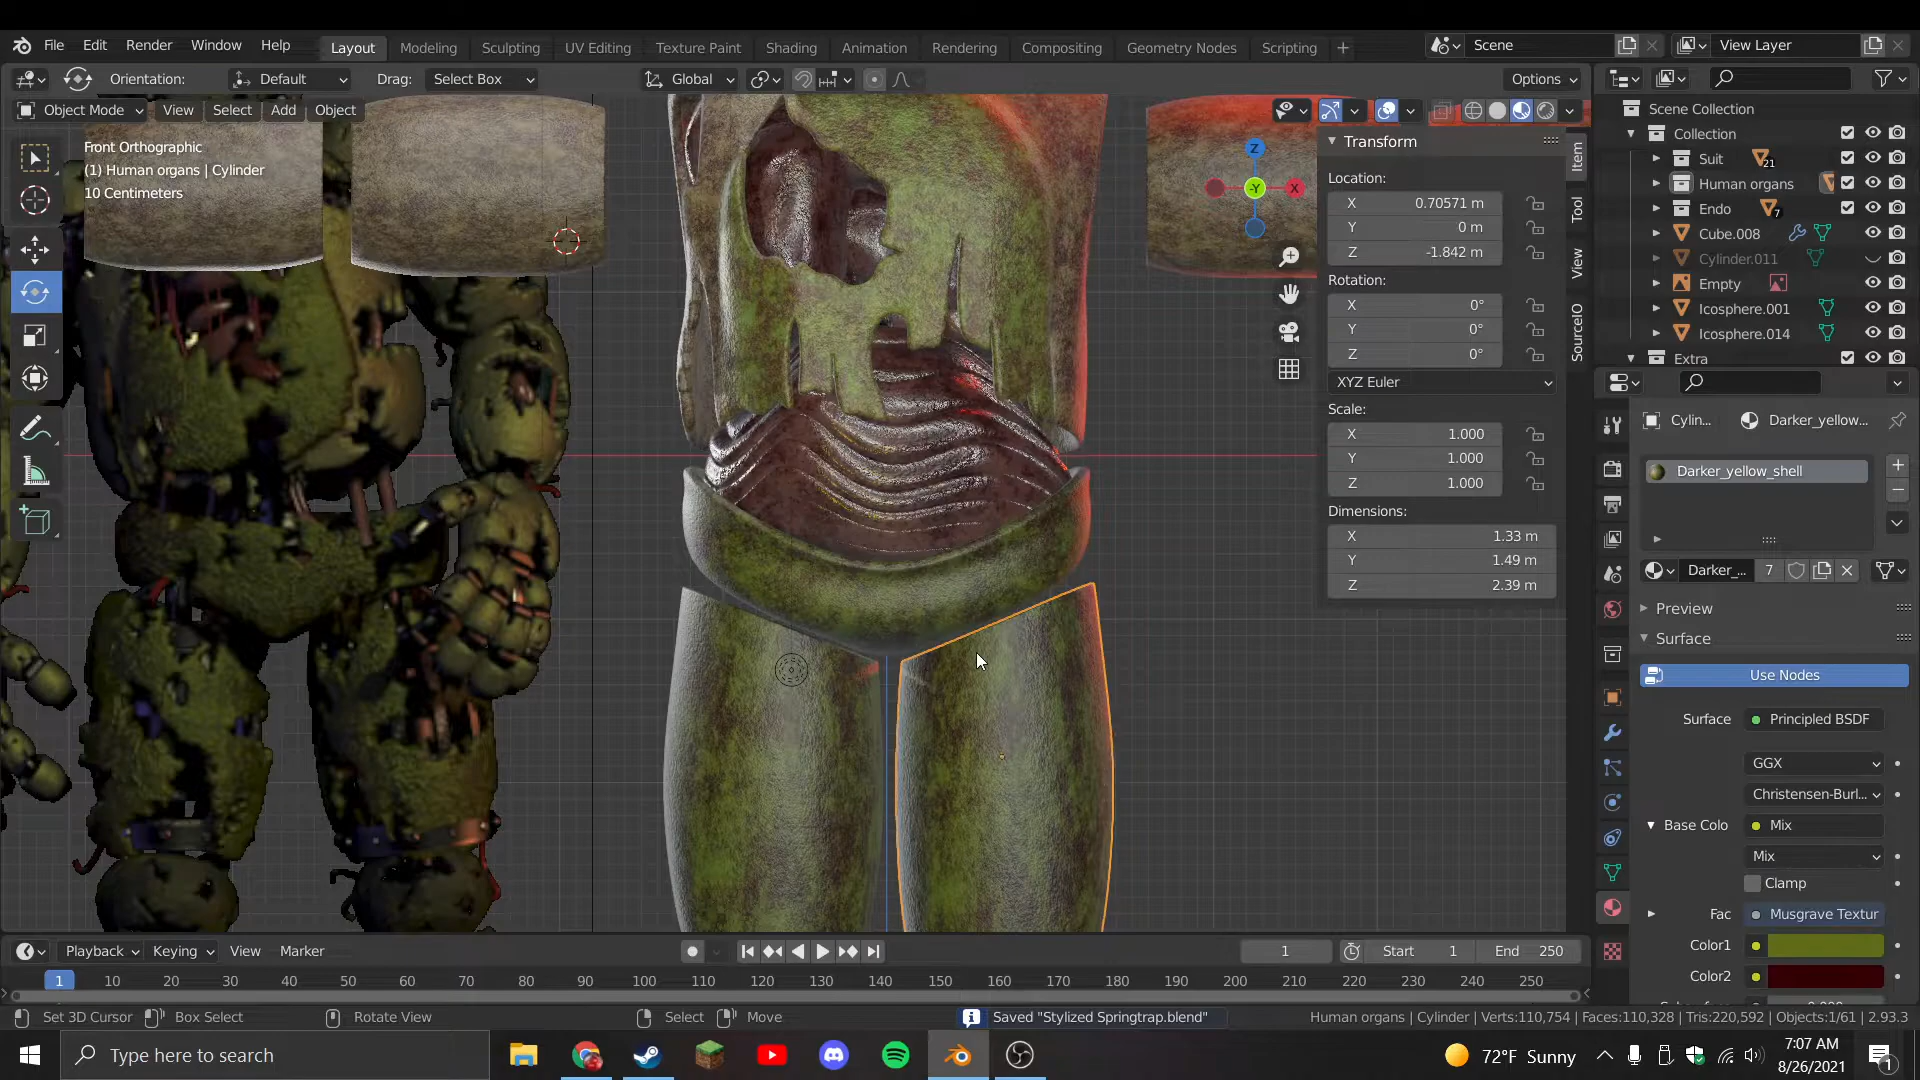 File Edit Render Window Help Layout Modeling Sculpting UV Editing Texture Paint Shading Animation Rendering Compositing Geometry Nodes Scripting + Scene View Layer
Orientation: Default Drag: Select Box Global Options
Object Mode View Select Add Object
Front Orthographic
(1) Human organs | Cylinder
10 Centimeters
Z
-Y
X
Transform
Location:
X 0.70571 m
Y 0 m
Z -1.842 m
Rotation:
X 0°
Y 0°
Z 0°
XYZ Euler
Scale:
X 1.000
Y 1.000
Z 1.000
Dimensions:
X 1.33 m
Y 1.49 m
Z 2.39 m
Item
Tool
View
SourceIO
Scene Collection
Collection
Suit 21
Human organs
Endo 7
Cube.008
Cylinder.011
Empty
Icosphere.001
Icosphere.014
Extra
Cylin... Darker_yellow...
Darker_yellow_shell
Darker_... 7
Preview
Surface
Use Nodes
Surface Principled BSDF
GGX
Christensen-Burl...
Base Colo Mix
Mix
Clamp
Fac Musgrave Textur
Color1
Color2
Playback Keying View Marker 1 Start 1 End 250
1 10 20 30 40 50 60 70 80 90 100 110 120 130 140 150 160 170 180 190 200 210 220 230 240 250
Set 3D Cursor Box Select Rotate View Select Move Saved "Stylized Springtrap.blend" Human organs | Cylinder | Verts:110,754 | Faces:110,328 | Tris:220,592 | Objects:1/61 | 2.93.3
Type here to search 72°F Sunny 7:07 AM
8/26/2021
1